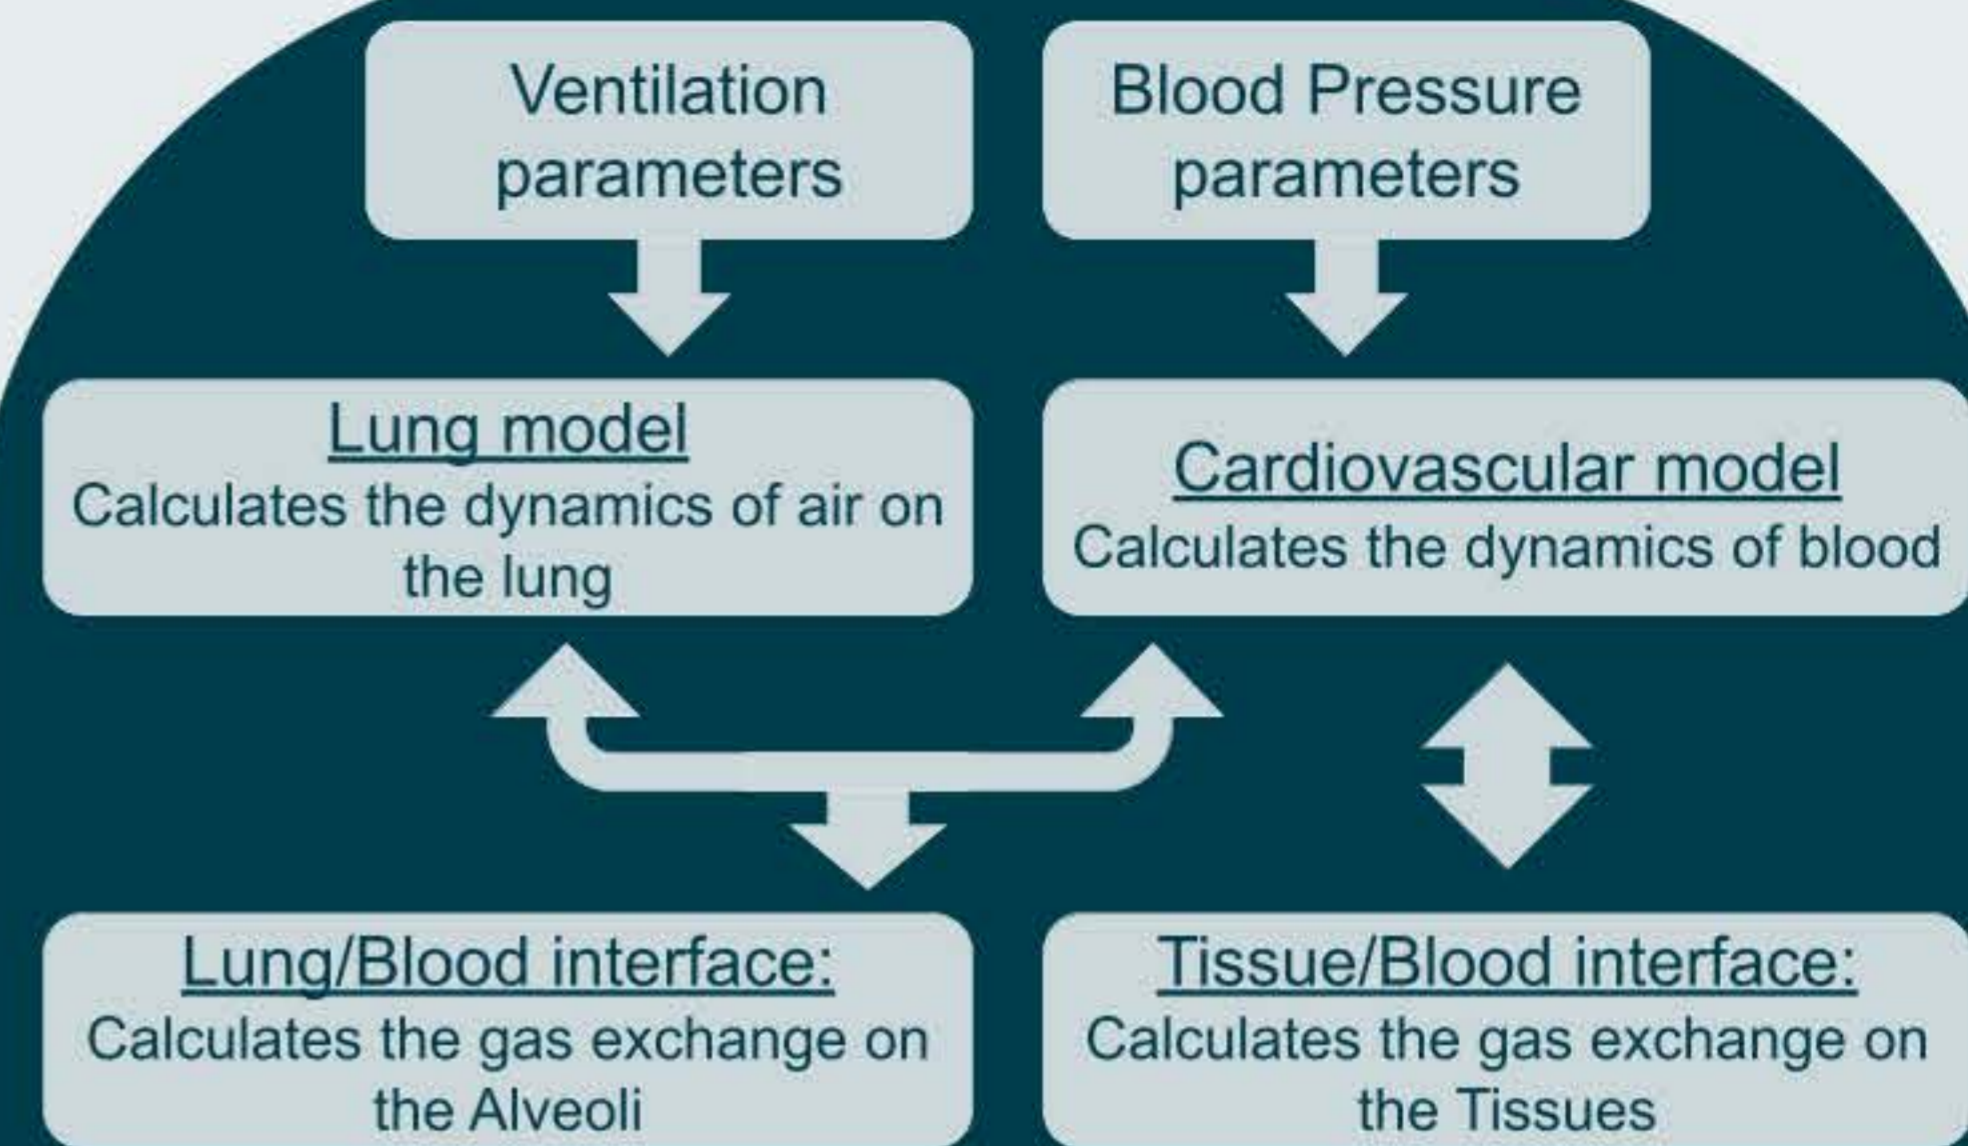 Ventilation
parameters
Blood Pressure
parameters
Lung model
Calculates the dynamics of air on
the lung
Cardiovascular model
Calculates the dynamics of blood
Lung/Blood interface:
Calculates the gas exchange on
the Alveoli
Tissue/Blood interface:
Calculates the gas exchange on
the Tissues